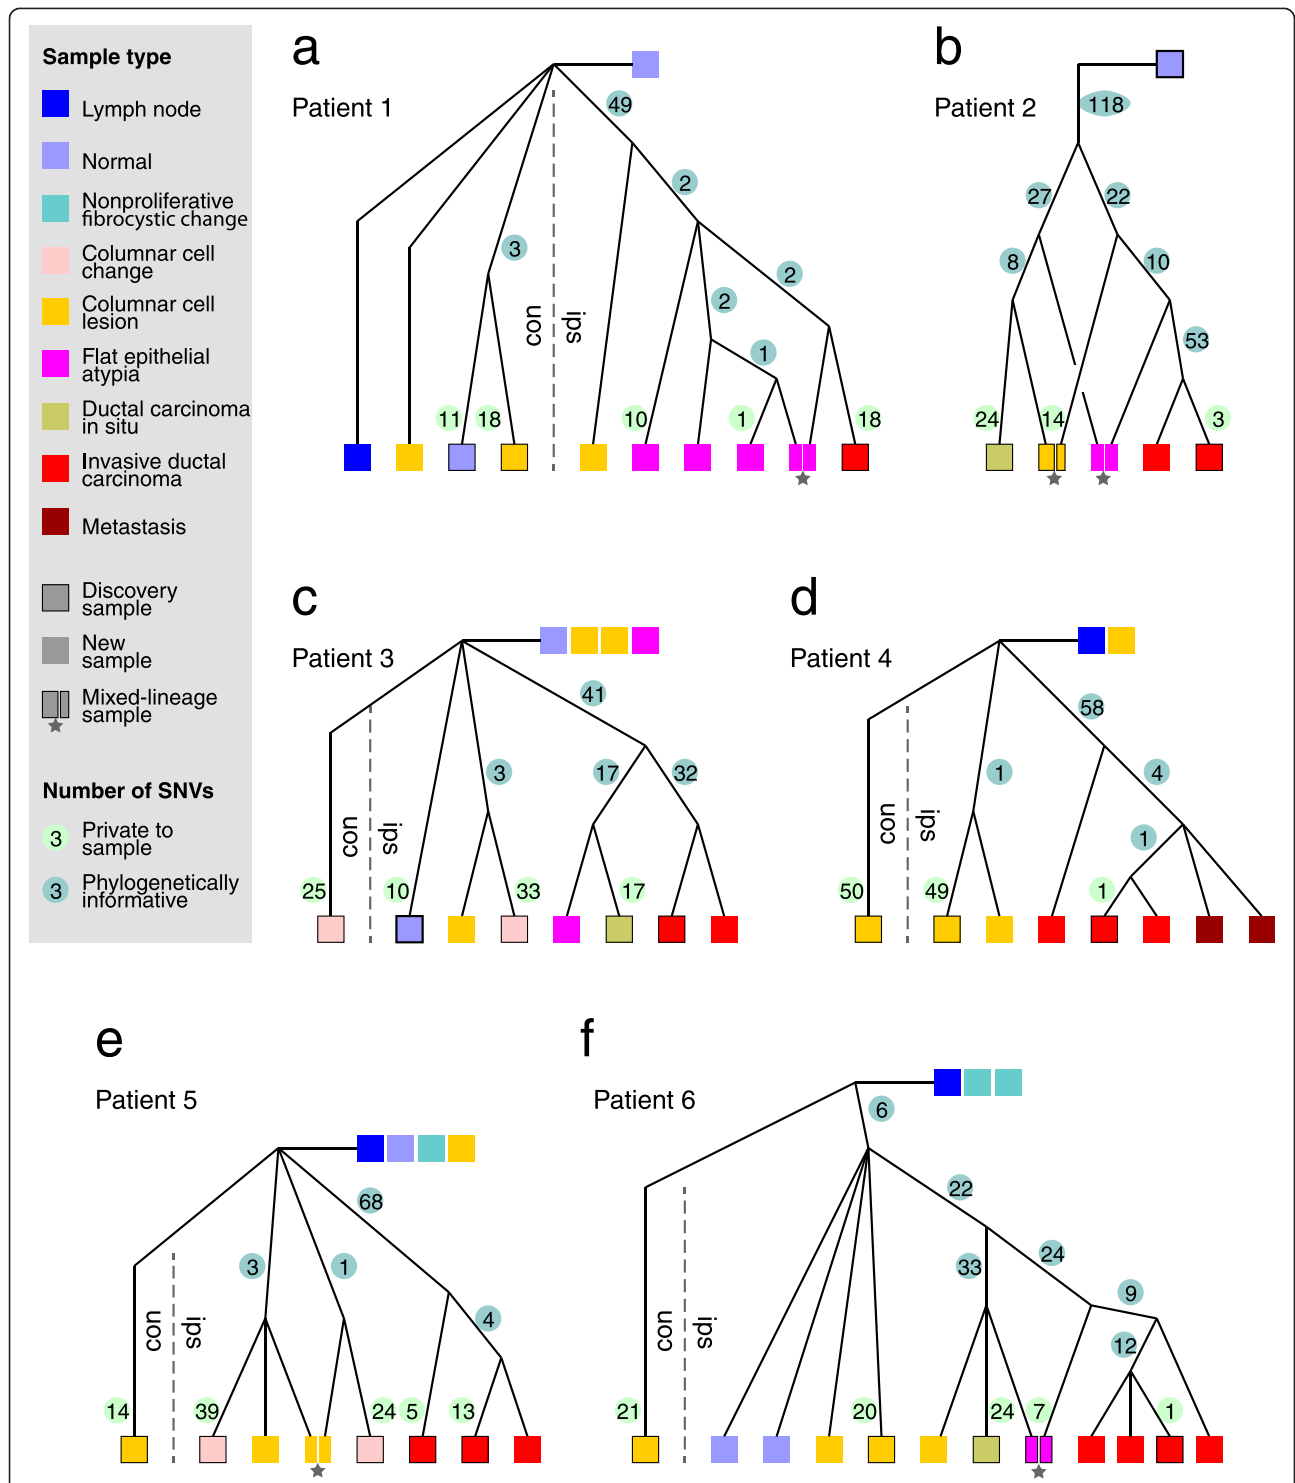 Sample type
Lymph node
Normal
Nonproliferative
fibrocystic change
Columnar cell
change
Columnar cell
lesion
Flat epithelial
atypia
Ductal carcinoma
in situ
Invasive ductal
carcinoma
Metastasis
Discovery
sample
New
sample
Mixed-lineage
sample
Number of SNVs
3 Private to
sample
3 Phylogenetically
informative
a
Patient 1
49
2
3
2
2
1
con
ips
11 18 10 1 18
b
Patient 2
118
27 22
8 10
53
24 14 3
c
Patient 3
41
3 17 32
con
ips
25 10 33 17
d
Patient 4
58
1 4
1
con
ips
50 49 1
e
Patient 5
68
3 1
4
con
ips
14 39 24 5 13
f
Patient 6
6
22
33 24
9
12
con
ips
21 20 24 7 1